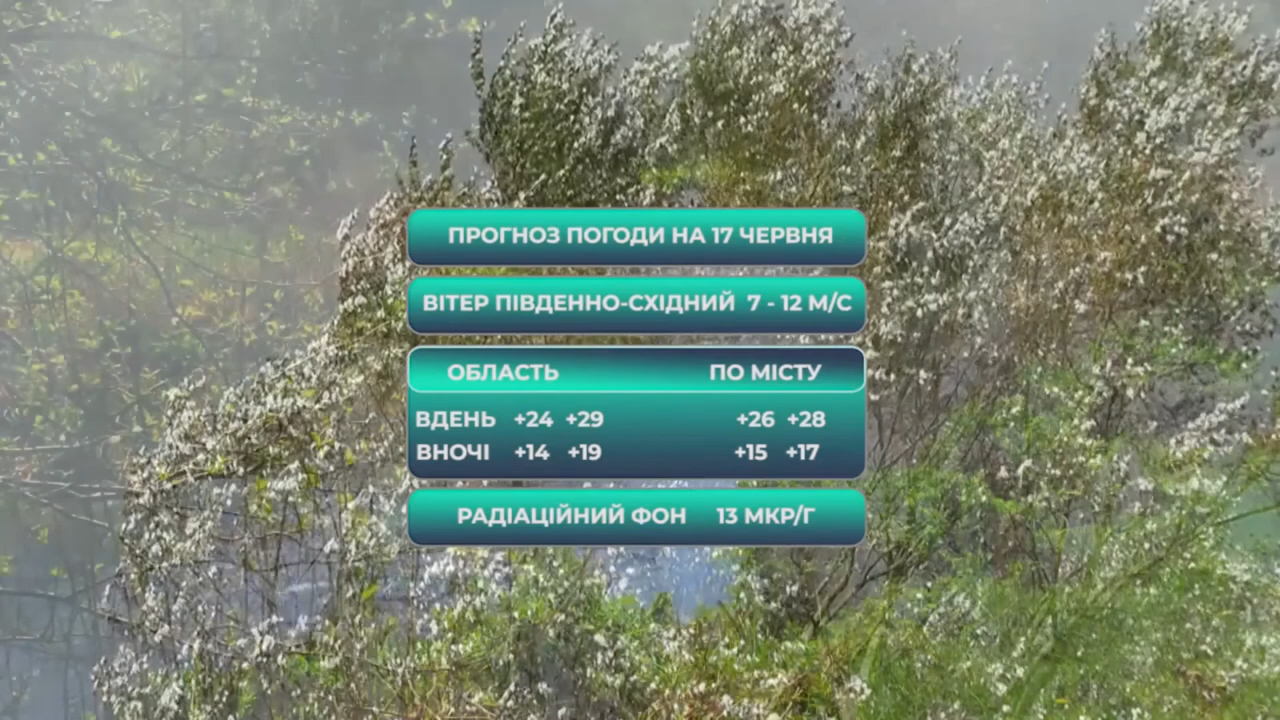 ПРОГНОЗ ПОГОДИ НА 17 ЧЕРВНЯ
ВІТЕР ПІВДЕННО-СХІДНИЙ 7 - 12 М/С
ОБЛАСТЬ ПО МІСТУ
ВДЕНЬ +24 +29 +26 +28
ВНОЧІ +14 +19 +15 +17
РАДІАЦІЙНИЙ ФОН 13 МКР/Г